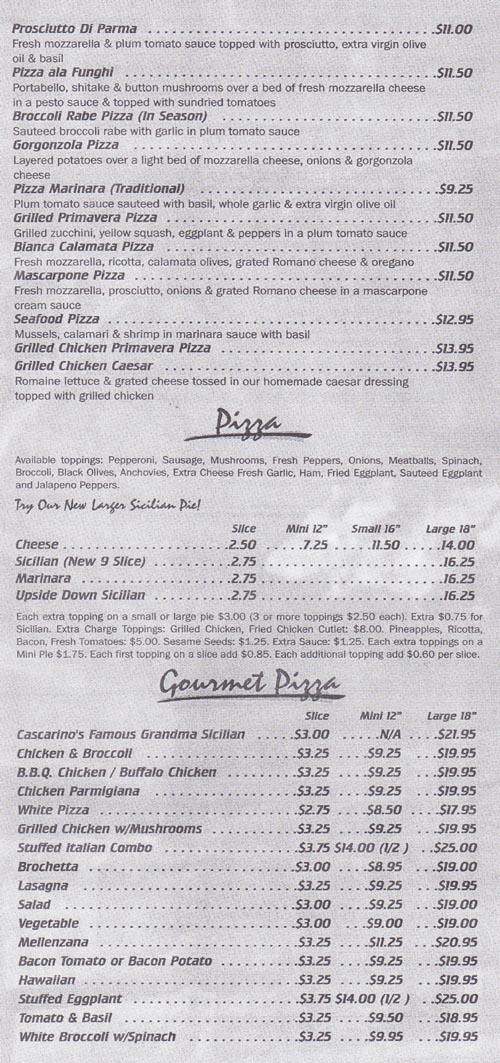 Prosciutto Di Parma ........................................$11.00
Fresh mozzarella & plum tomato sauce topped with prosciutto, extra virgin olive
oil & basil
Pizza ala Funghi ........................................$11.50
Portabello, shitake & button mushrooms over a bed of fresh mozzarella cheese
in a pesto sauce & topped with sundried tomatoes
Broccoli Rabe Pizza (In Season) ...........................$11.50
Sauteed broccoli rabe with garlic in plum tomato sauce
Gorgonzola Pizza ........................................$11.50
Layered potatoes over a light bed of mozzarella cheese, onions & gorgonzola
cheese
Pizza Marinara (Traditional) ..............................$9.25
Plum tomato sauce sauteed with basil, whole garlic & extra virgin olive oil
Grilled Primavera Pizza ...................................$11.50
Grilled zucchini, yellow squash, eggplant & peppers in a plum tomato sauce
Bianca Calamata Pizza ...................................$11.50
Fresh mozzarella, ricotta, calamata olives, grated Romano cheese & oregano
Mascarpone Pizza ........................................$11.50
Fresh mozzarella, prosciutto, onions & grated Romano cheese in a mascarpone
cream sauce
Seafood Pizza ..........................................$12.95
Mussels, calamari & shrimp in marinara sauce with basil
Grilled Chicken Primavera Pizza ...........................$13.95
Grilled Chicken Caesar ...................................$13.95
Romaine lettuce & grated cheese tossed in our homemade caesar dressing
topped with grilled chicken
Pizza
Available toppings: Pepperoni, Sausage, Mushrooms, Fresh Peppers, Onions, Meatballs, Spinach,
Broccoli, Black Olives, Anchovies, Extra Cheese Fresh Garlic, Ham, Fried Eggplant, Sauteed Eggplant
and Jalapeno Peppers.
Try Our New Larger Sicilian Pie!
Slice Mini 12" Small 16" Large 18"
Cheese ........................2.50 ......7.25 .....11.50 ......14.00
Sicilian (New 9 Slice) ............2.75 ...........................16.25
Marinara ......................2.75 ...........................16.25
Upside Down Sicilian ............2.75 ...........................16.25
Each extra topping on a small or large pie $3.00 (3 or more toppings $2.50 each). Extra $0.75 for
Sicilian. Extra Charge Toppings: Grilled Chicken, Fried Chicken Cutlet: $8.00. Pineapples, Ricotta,
Bacon, Fresh Tomatoes: $5.00. Sesame Seeds: $1.25. Extra Sauce: $1.25. Each extra toppings on a
Mini Pie $1.75. Each first topping on a slice add $0.85. Each additional topping add $0.60 per slice.
Gourmet Pizza
Slice Mini 12" Large 18"
Cascarino's Famous Grandma Sicilian .....$3.00 .....N/A ....$21.95
Chicken & Broccoli .....................$3.25 ....$9.25 ...$19.95
B.B.Q. Chicken / Buffalo Chicken ..........$3.25 ....$9.25 ...$19.95
Chicken Parmigiana ....................$3.25 ....$9.25 ...$19.95
White Pizza ..........................$2.75 ....$8.50 ...$17.95
Grilled Chicken w/Mushrooms ............$3.25 ....$9.25 ...$19.95
Stuffed Italian Combo ..................$3.75 $14.00 (1/2 ) ..$25.00
Brochetta ............................$3.00 ....$8.95 ...$19.00
Lasagna .............................$3.25 ....$9.25 ...$19.95
Salad ...............................$3.00 ....$9.25 ...$19.00
Vegetable ............................$3.00 ....$9.00 ...$19.00
Mellenzana ...........................$3.25 ....$11.25 ...$20.95
Bacon Tomato or Bacon Potato ...........$3.25 ....$9.25 ...$19.95
Hawaiian ............................$3.25 ....$9.25 ...$19.95
Stuffed Eggplant ......................$3.75 $14.00 (1/2 ) ..$25.00
Tomato & Basil ........................$3.25 ....$9.50 ...$18.95
White Broccoli w/Spinach ...............$3.25 ....$9.95 ...$19.95